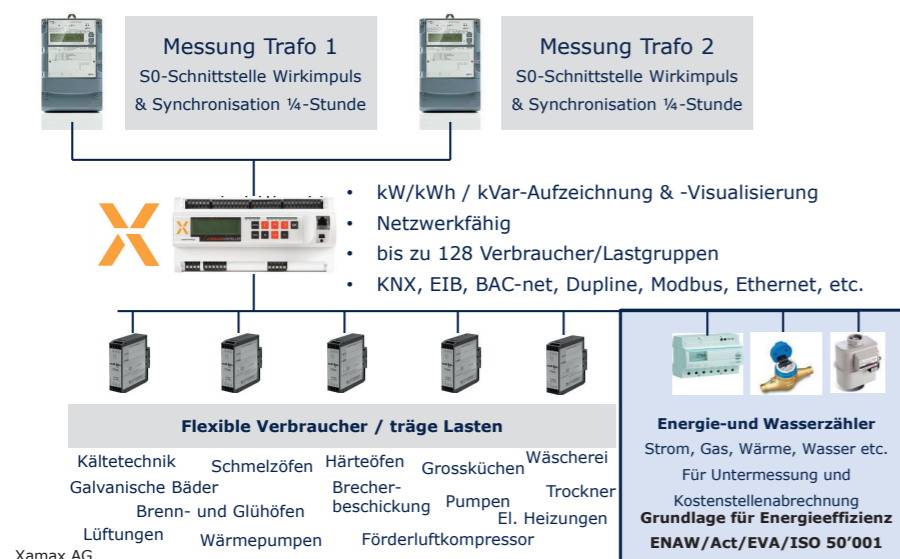 Messung Trafo 1
S0-Schnittstelle Wirkimpuls
& Synchronisation ¼-Stunde
Messung Trafo 2
S0-Schnittstelle Wirkimpuls
& Synchronisation ¼-Stunde
• kW/kWh / kVar-Aufzeichnung & -Visualisierung
• Netzwerkfähig
• bis zu 128 Verbraucher/Lastgruppen
• KNX, EIB, BAC-net, Dupline, Modbus, Ethernet, etc.
Flexible Verbraucher / träge Lasten
Kältetechnik
Schmelzöfen
Härteöfen
Grossküchen
Wäscherei
Galvanische Bäder
Brecher-
beschickung
Pumpen
Trockner
Brenn- und Glühöfen
El. Heizungen
Lüftungen
Wärmepumpen
Förderluftkompressor
Energie-und Wasserzähler
Strom, Gas, Wärme, Wasser etc.
Für Untermessung und
Kostenstellenabrechnung
Grundlage für Energieeffizienz
ENAW/Act/EVA/ISO 50’001
Xamax AG